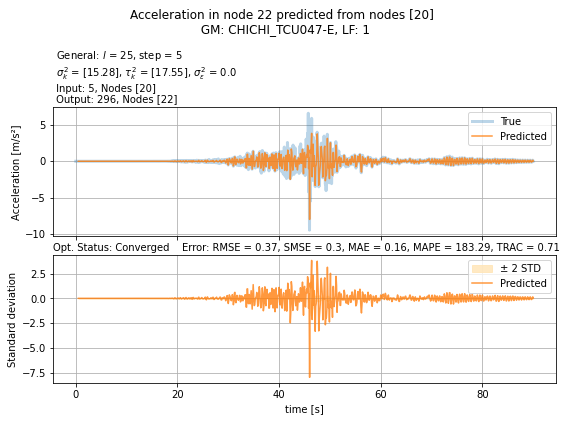 Acceleration in node 22 predicted from nodes [20]
GM: CHICHI_TCU047-E, LF: 1
General: l = 25, step = 5
σ²ₖ = [15.28], τ²ₖ = [17.55], σ²ε = 0.0
Input: 5, Nodes [20]
Output: 296, Nodes [22]
Acceleration [m/s²]
5
0
−5
−10
True
Predicted
Opt. Status: Converged Error: RMSE = 0.37, SMSE = 0.3, MAE = 0.16, MAPE = 183.29, TRAC = 0.71
Standard deviation
2.5
0.0
−2.5
−5.0
−7.5
± 2 STD
Predicted
0 20 40 60 80
time [s]